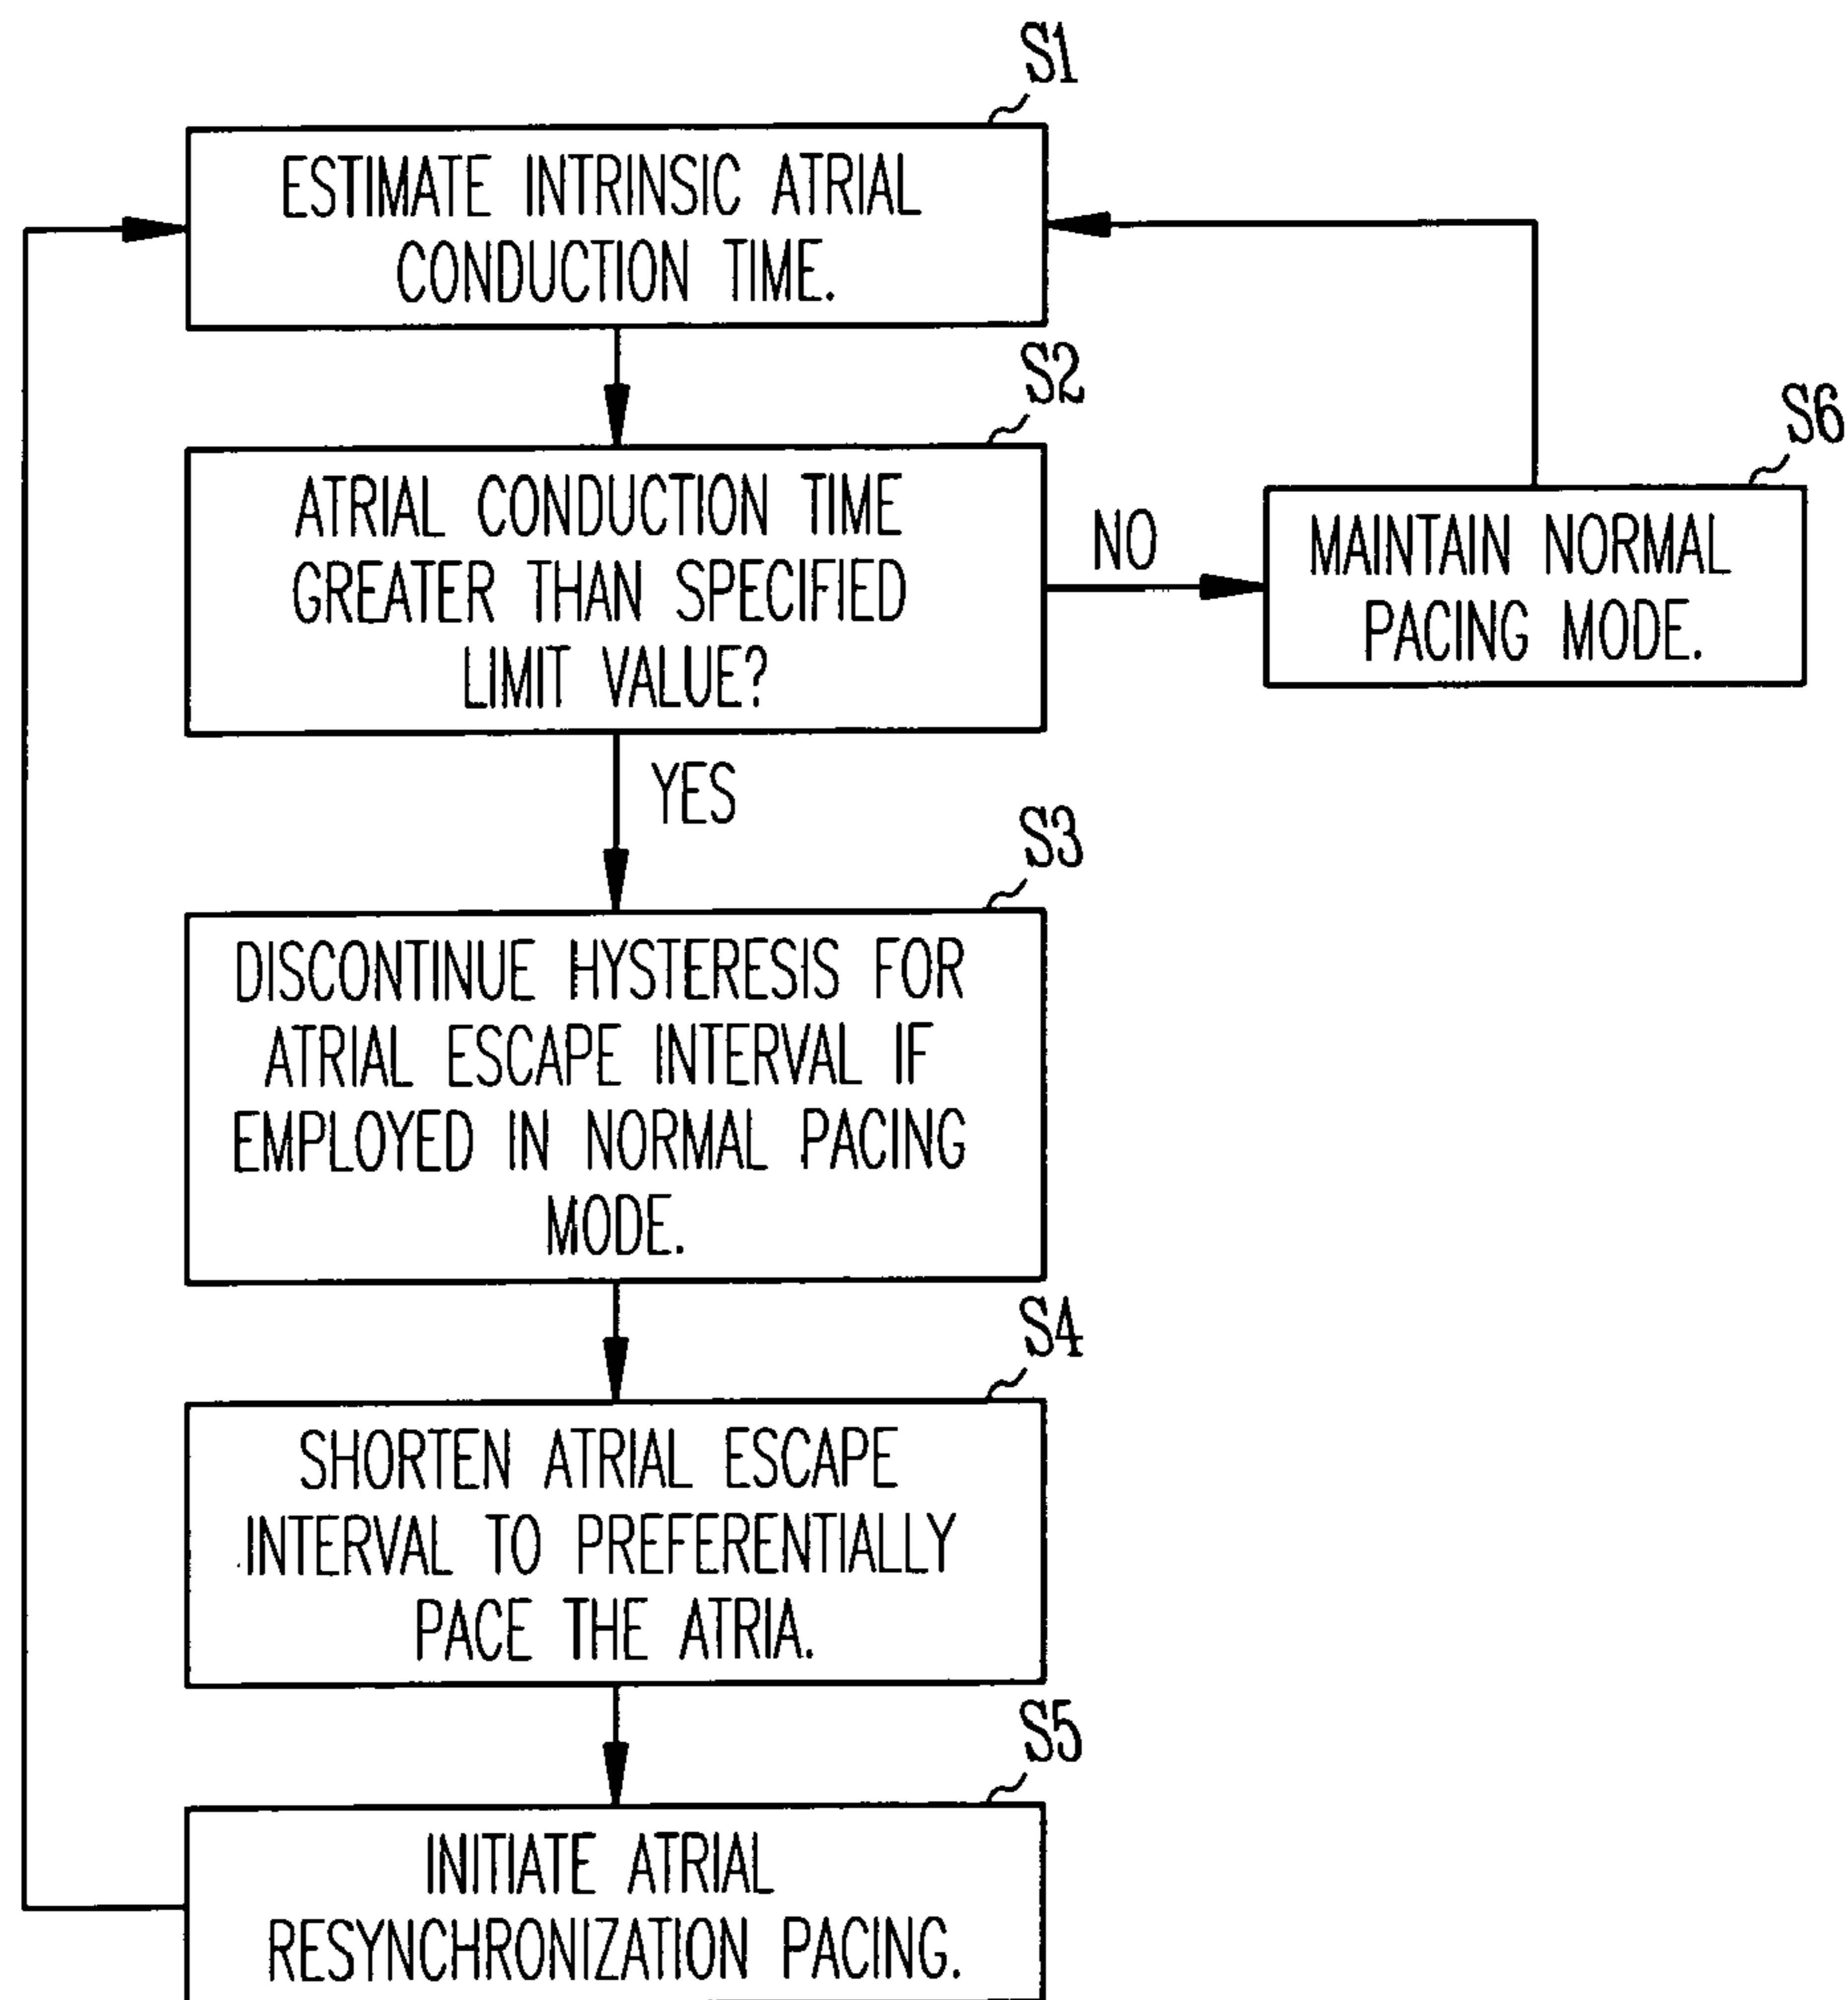 S1
ESTIMATE INTRINSIC ATRIAL
CONDUCTION TIME.
S2
ATRIAL CONDUCTION TIME
GREATER THAN SPECIFIED
LIMIT VALUE?
NO
S6
MAINTAIN NORMAL
PACING MODE.
YES
S3
DISCONTINUE HYSTERESIS FOR
ATRIAL ESCAPE INTERVAL IF
EMPLOYED IN NORMAL PACING
MODE.
S4
SHORTEN ATRIAL ESCAPE
INTERVAL TO PREFERENTIALLY
PACE THE ATRIA.
S5
INITIATE ATRIAL
RESYNCHRONIZATION PACING.